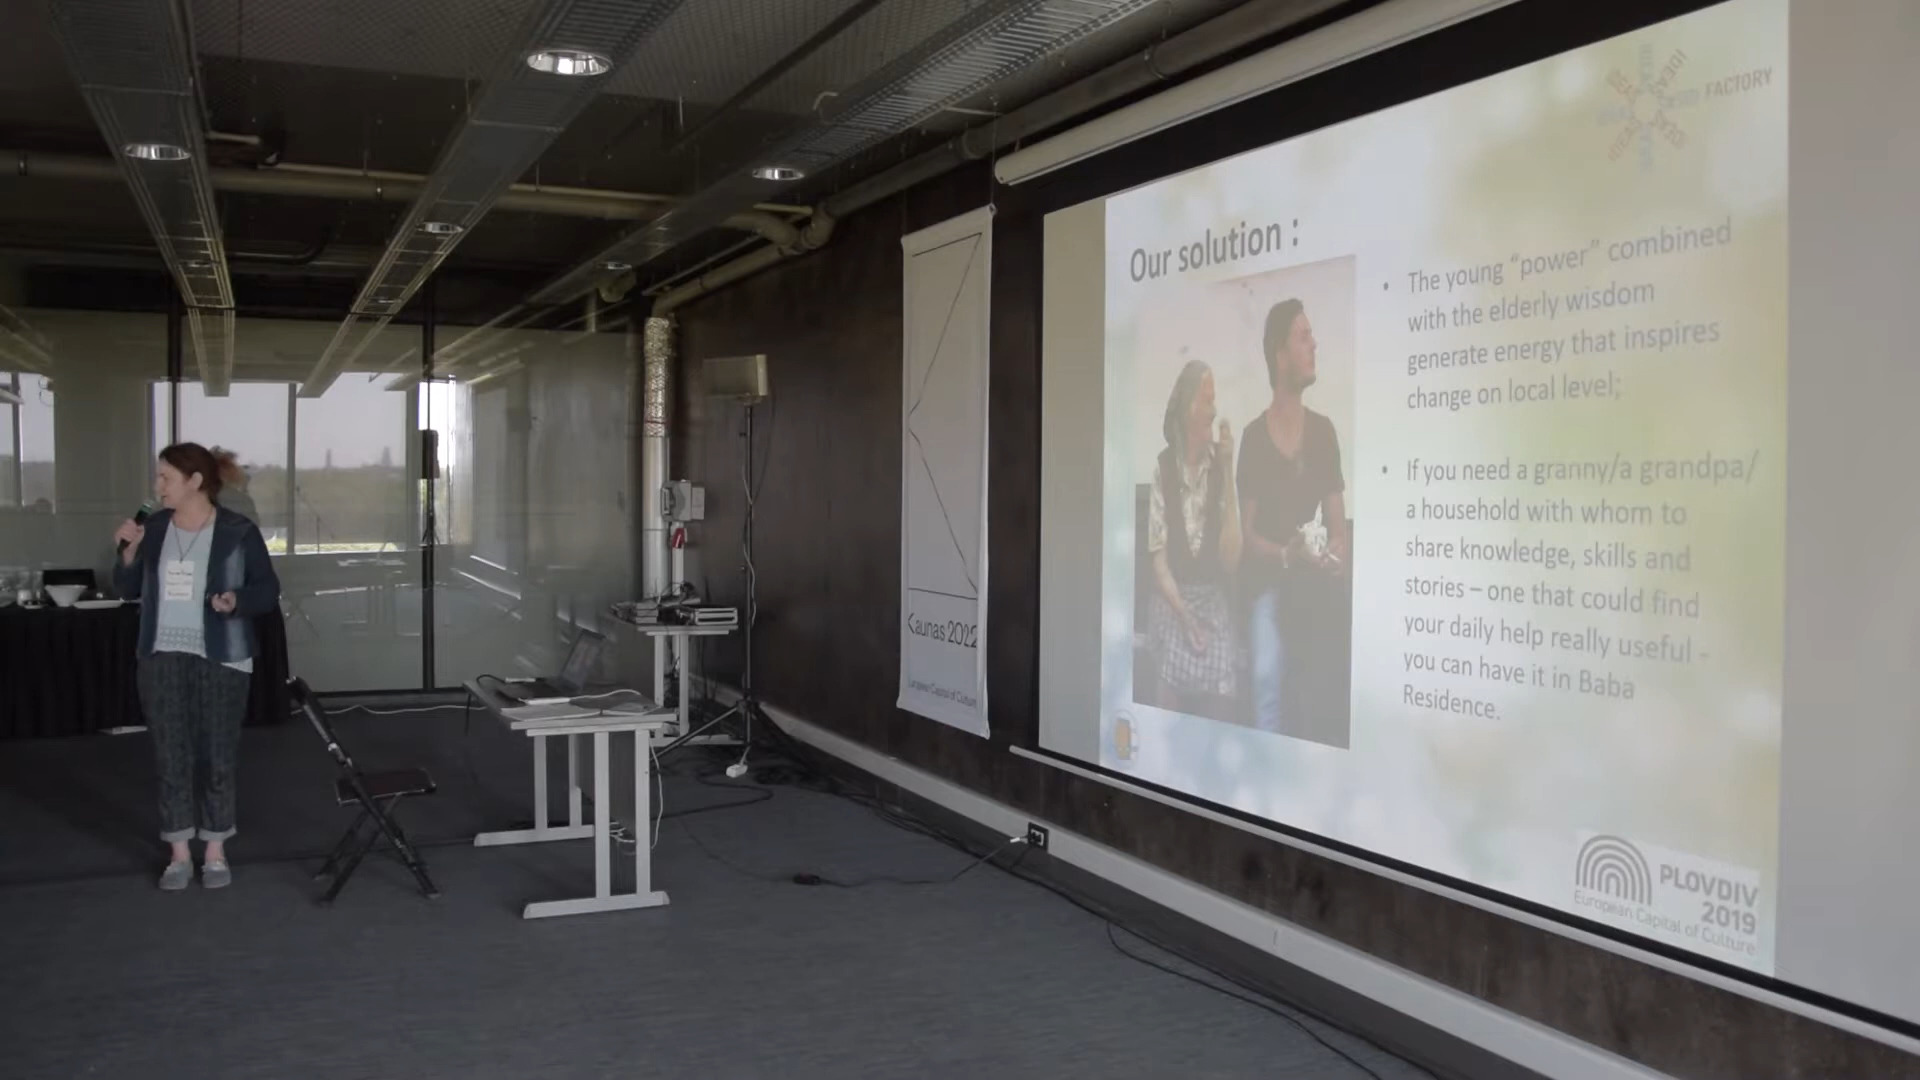 FACTORY
Our solution :
• The young “power” combined
with the elderly wisdom
generate energy that inspires
change on local level;
• If you need a granny/a grandpa/
a household with whom to
share knowledge, skills and
stories – one that could find
your daily help really useful -
you can have it in Baba
Residence.
PLOVDIV
2019
European Capital of Culture
<aunas 2022
European Capital of Culture